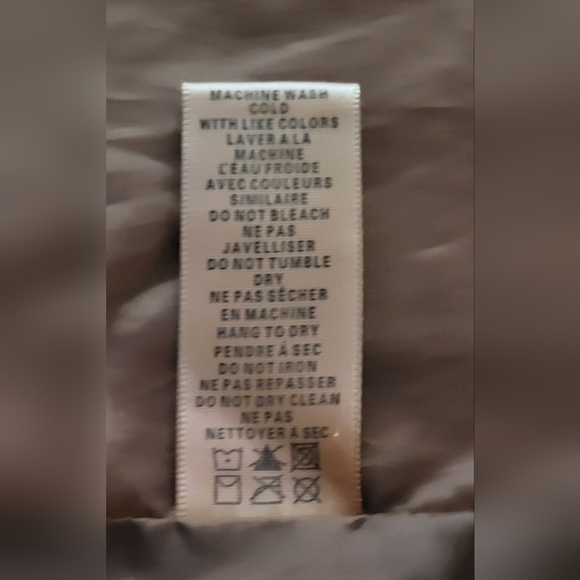 MACHINE WASH
COLD
WITH LIKE COLORS
LAVER A LA
MACHINE
L'EAU FROIDE
AVEC COULEURS
SIMILAIRE
DO NOT BLEACH
NE PAS
JAVELLISER
DO NOT TUMBLE
DRY
NE PAS SÊCHER
EN MACHINE
HANG TO DRY
PENDRE À SEC
DO NOT IRON
NE PAS REPASSER
DO NOT DRY CLEAN
NE PAS
NETTOYER A SEC